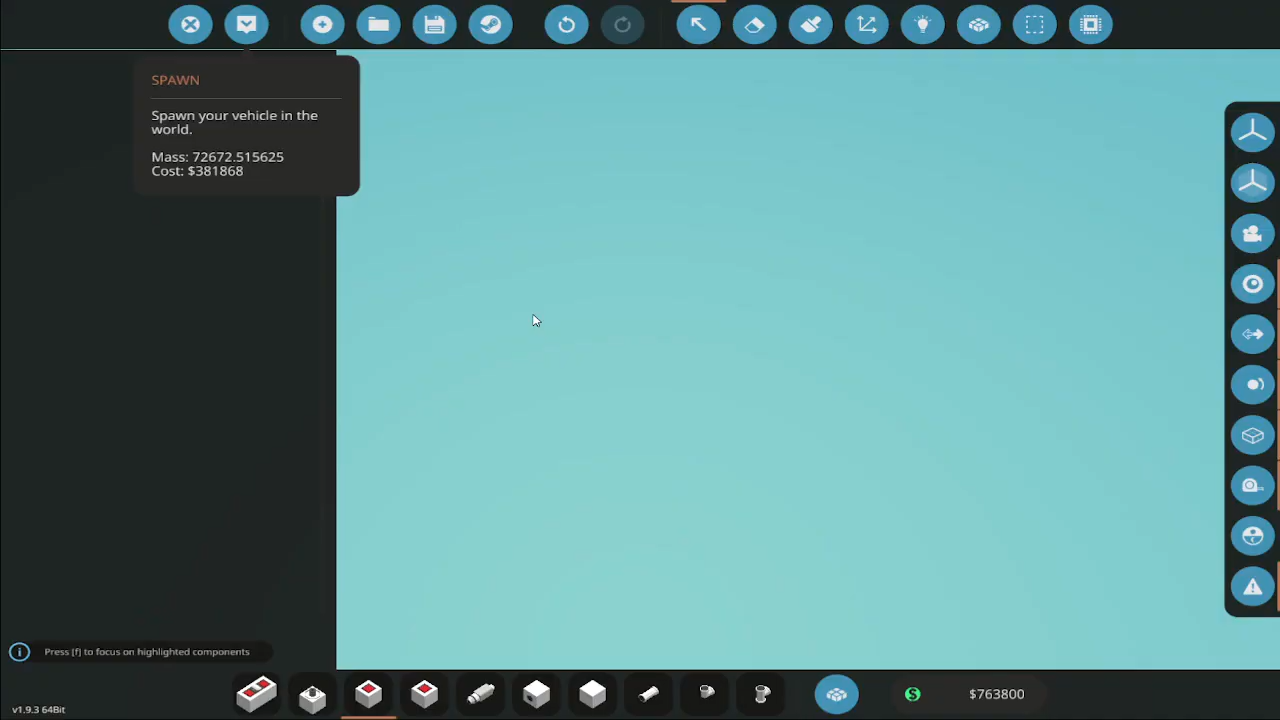 SPAWN
Spawn your vehicle in the
world.
Mass: 72672.515625
Cost: $381868
Press [f] to focus on highlighted components
$763800
v1.9.3 64Bit